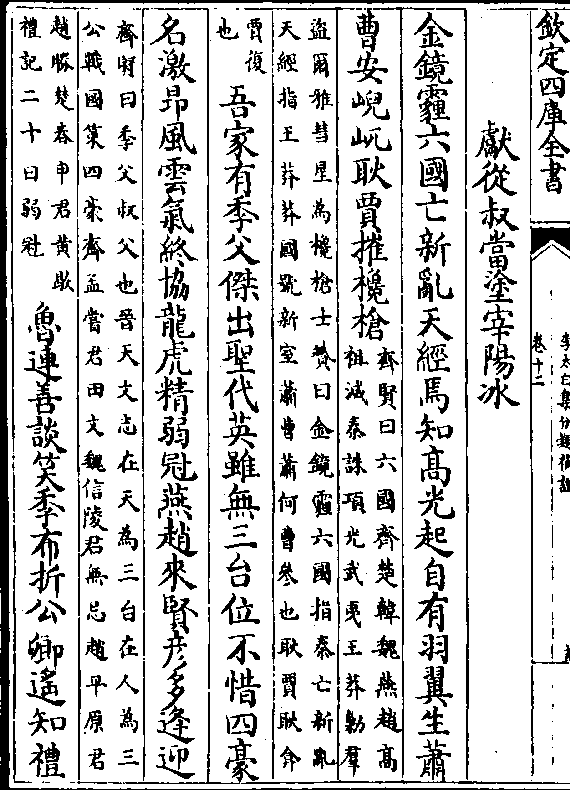 欽定四庫全書
李太白集分類補註
卷十二
獻從叔當塗宰陽冰
金鏡霾六國亡新亂天經焉知髙光起自有羽翼生蕭
曹安峴屼耿賈摧欃槍
齊賢曰六國齊楚韓魏燕趙髙
祖滅秦誅項光武夷王莽勦羣
盜爾雅彗星為欃槍士贇曰金鏡霾六國指秦亡新亂
天經指王莽莽國號新室蕭曹蕭何曹參也耿賈耿弇
賈復
也
吾家有季父傑出聖代英雖無三台位不惜四豪
名激昻風雲氣終協龍虎精弱冠燕趙來賢彦多逢迎
齊賢曰季父叔父也晉天文志在天為三台在人為三
公戰國策四豪齊孟嘗君田文魏信陵君無忌趙平原君
趙勝楚春申君黄歇
禮記二十曰弱冠
魯連善談笑季布折公卿遙知禮